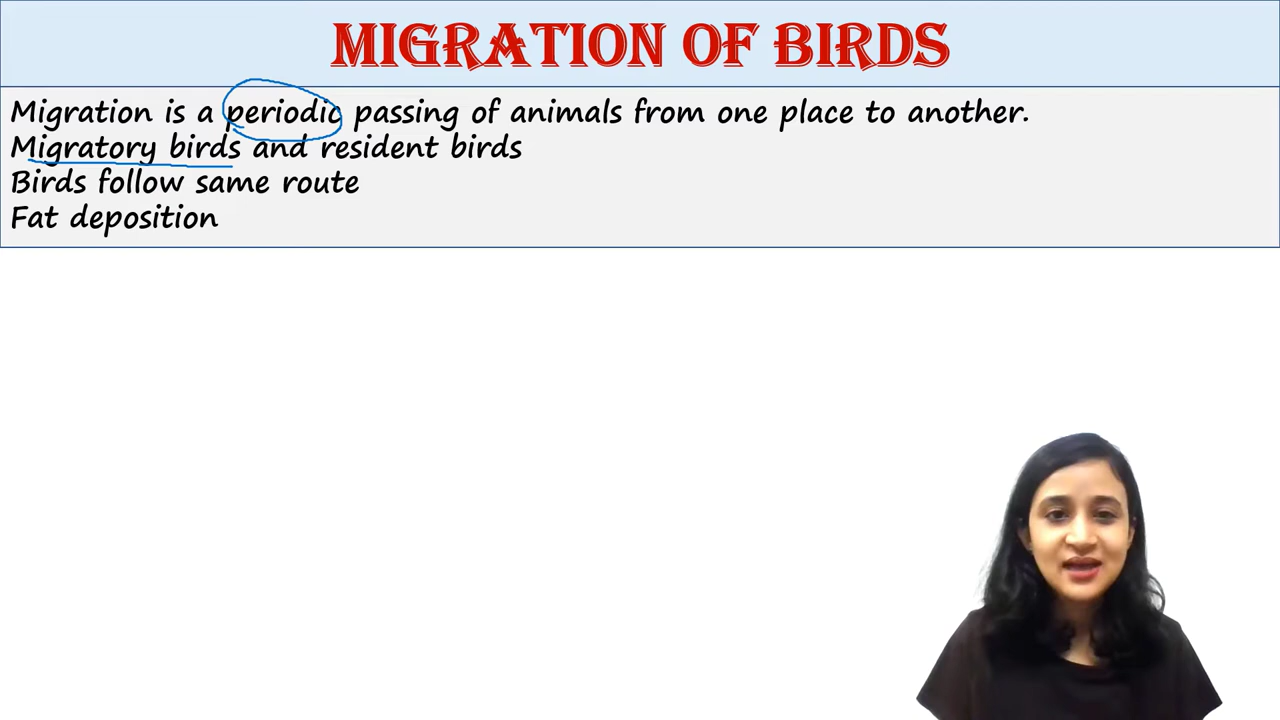 MIGRATION OF BIRDS
Migration is a periodic passing of animals from one place to another.
Migratory birds and resident birds
Birds follow same route
Fat deposition